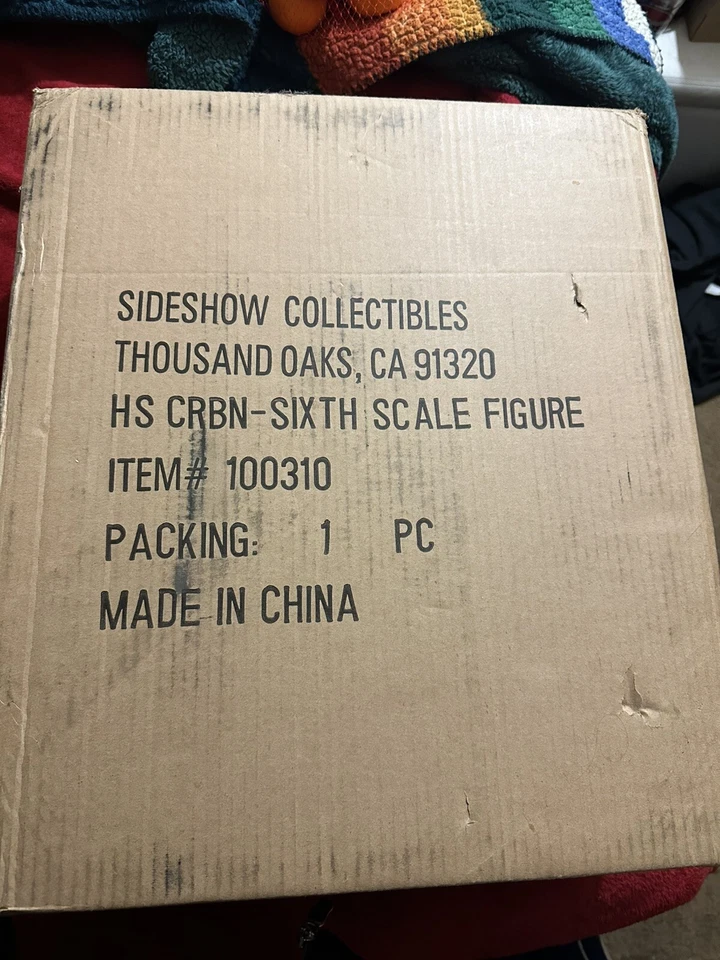 SIDESHOW COLLECTIBLES
THOUSAND OAKS, CA 91320
HS CRBN-SIXTH SCALE FIGURE
ITEM# 100310
PACKING: 1 PC
MADE IN CHINA